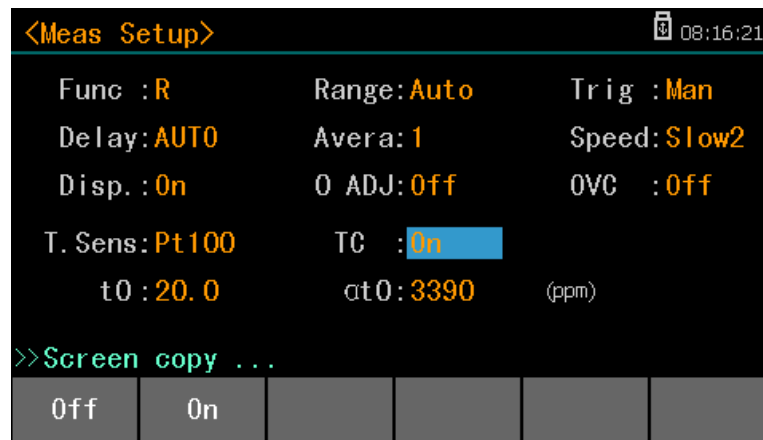 <Meas Setup> 08:16:21
Func :R Range:Auto Trig :Man
Delay:AUTO Avera:1 Speed:Slow2
Disp.:On 0 ADJ:Off OVC :Off
T.Sens:Pt100 TC :On
t0:20.0 αt0:3390 (ppm)
>>Screen copy ...
Off On